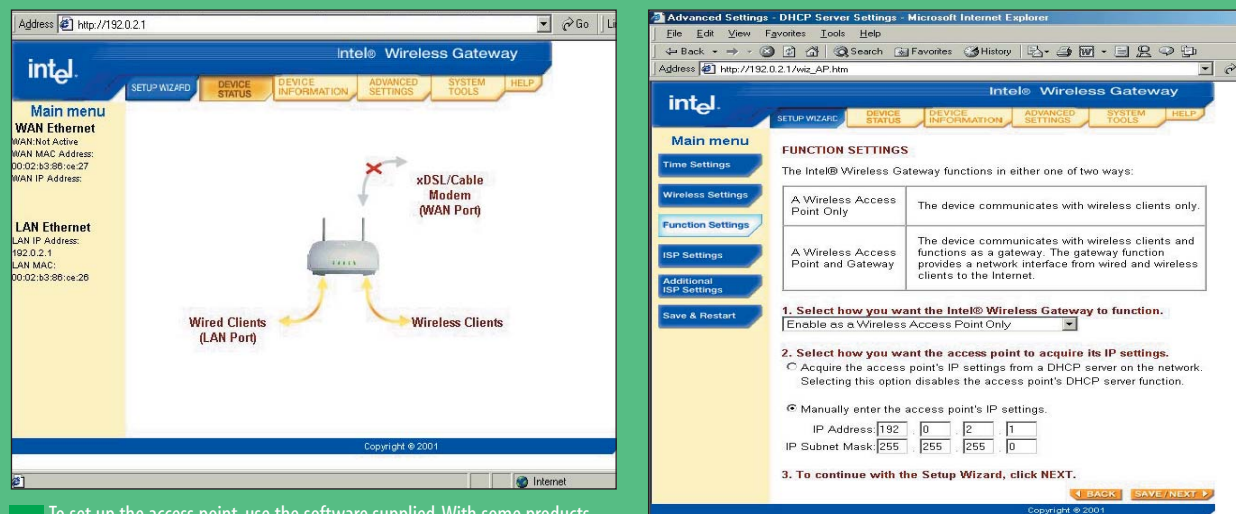 Address http://192.0.2.1 Go
intel.
Intel® Wireless Gateway
SETUP WIZARD DEVICE STATUS DEVICE INFORMATION ADVANCED SETTINGS SYSTEM TOOLS HELP
Main menu
WAN Ethernet
WAN:Not Active
WAN MAC Address:
00:02:b3:86:ce:27
WAN IP Address:
LAN Ethernet
LAN IP Address:
192.0.2.1
LAN MAC:
00:02:b3:86:ce:26
xDSL/Cable
Modem
(WAN Port)
Wired Clients
(LAN Port)
Wireless Clients
Copyright © 2001
Internet
To set up the access point, use the software supplied. With some products
Advanced Settings - DHCP Server Settings - Microsoft Internet Explorer
File Edit View Favorites Tools Help
Back Search Favorites History
Address http://192.0.2.1/wiz_AP.htm
intel.
Intel® Wireless Gateway
SETUP WIZARD DEVICE STATUS DEVICE INFORMATION ADVANCED SETTINGS SYSTEM TOOLS HELP
Main menu
Time Settings
Wireless Settings
Function Settings
ISP Settings
Additional
ISP Settings
Save & Restart
FUNCTION SETTINGS
The Intel® Wireless Gateway functions in either one of two ways:
A Wireless Access
Point Only
The device communicates with wireless clients only.
A Wireless Access
Point and Gateway
The device communicates with wireless clients and
functions as a gateway. The gateway function
provides a network interface from wired and wireless
clients to the Internet.
1. Select how you want the Intel® Wireless Gateway to function.
Enable as a Wireless Access Point Only
2. Select how you want the access point to acquire its IP settings.
Acquire the access point's IP settings from a DHCP server on the network.
Selecting this option disables the access point's DHCP server function.
Manually enter the access point's IP settings.
IP Address: 192 . 0 . 2 . 1
IP Subnet Mask: 255 . 255 . 255 . 0
3. To continue with the Setup Wizard, click NEXT.
BACK SAVE/NEXT
Copyright © 2001